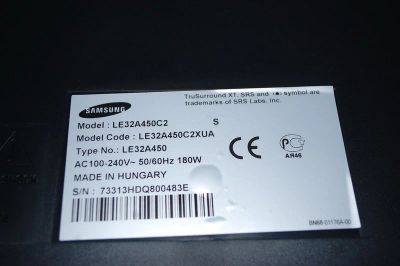 TruSurround XT, SRS and (●) symbol are
trademarks of SRS Labs, Inc.
SAMSUNG
Model : LE32A450C2 S
Model Code : LE32A450C2XUA
Type No.: LE32A450
AC100-240V~ 50/60Hz 180W
MADE IN HUNGARY
S/N : 73313HDQ800483E
CE
АЯ46
BN68-01176A-00